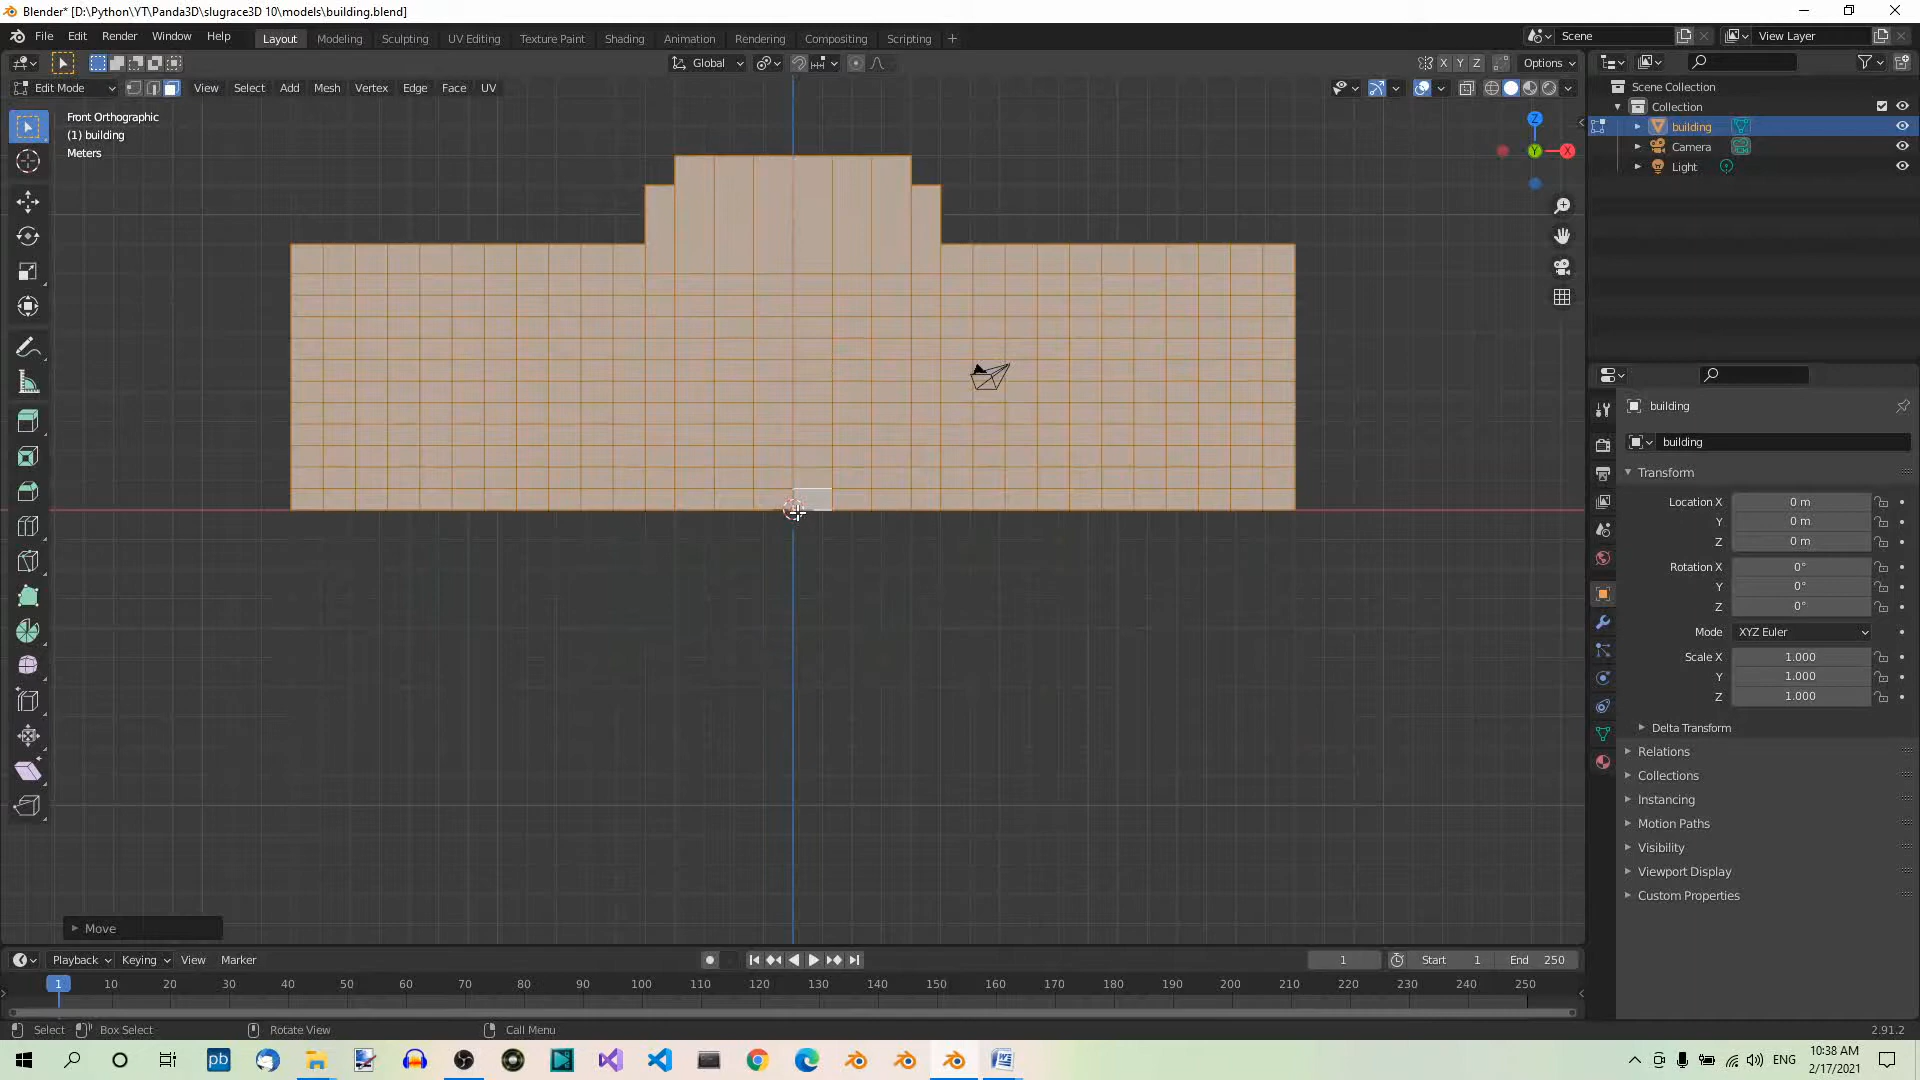 Blender* [D:\Python\YT\Panda3D\slugrace3D 10\models\building.blend]
File Edit Render Window Help
Layout Modeling Sculpting UV Editing Texture Paint Shading Animation Rendering Compositing Scripting
Scene
View Layer
Global
X Y Z
Options
Edit Mode
View Select Add Mesh Vertex Edge Face UV
Front Orthographic
(1) building
Meters
Z
Y
X
Scene Collection
Collection
building
Camera
Light
building
building
Transform
Location X 0 m
Y 0 m
Z 0 m
Rotation X 0°
Y 0°
Z 0°
Mode XYZ Euler
Scale X 1.000
Y 1.000
Z 1.000
Delta Transform
Relations
Collections
Instancing
Motion Paths
Visibility
Viewport Display
Custom Properties
Move
Playback Keying View Marker
1
Start 1
End 250
1 10 20 30 40 50 60 70 80 90 100 110 120 130 140 150 160 170 180 190 200 210 220 230 240 250
Select Box Select Rotate View Call Menu
2.91.2
pb
ENG
10:38 AM
2/17/2021